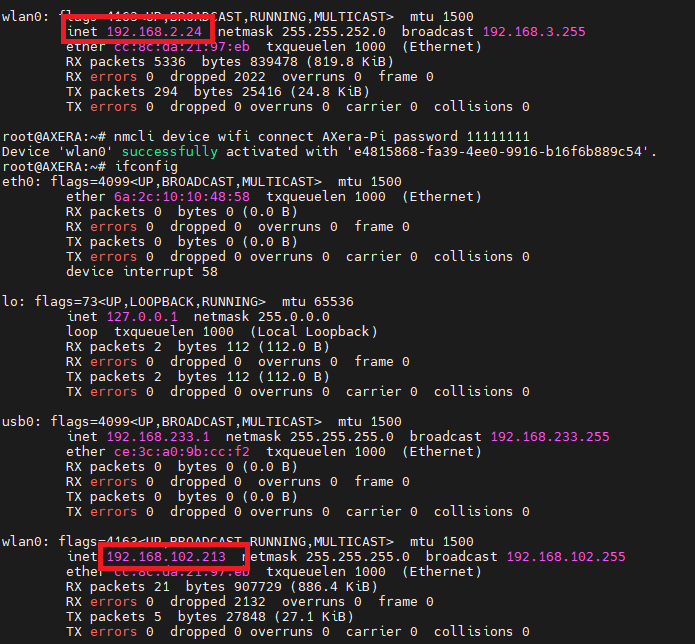 wlan0: flags=4163<UP,BROADCAST,RUNNING,MULTICAST>  mtu 1500
        inet 192.168.2.24  netmask 255.255.252.0  broadcast 192.168.3.255
        ether cc:8c:da:21:97:eb  txqueuelen 1000  (Ethernet)
        RX packets 5336  bytes 839478 (819.8 KiB)
        RX errors 0  dropped 2022  overruns 0  frame 0
        TX packets 294  bytes 25416 (24.8 KiB)
        TX errors 0  dropped 0 overruns 0  carrier 0  collisions 0
root@AXERA:~# nmcli device wifi connect AXera-Pi password 11111111
Device 'wlan0' successfully activated with 'e4815868-fa39-4ee0-9916-b16f6b889c54'.
root@AXERA:~# ifconfig
eth0: flags=4099<UP,BROADCAST,MULTICAST>  mtu 1500
        ether 6a:2c:10:10:48:58  txqueuelen 1000  (Ethernet)
        RX packets 0  bytes 0 (0.0 B)
        RX errors 0  dropped 0  overruns 0  frame 0
        TX packets 0  bytes 0 (0.0 B)
        TX errors 0  dropped 0 overruns 0  carrier 0  collisions 0
        device interrupt 58
lo: flags=73<UP,LOOPBACK,RUNNING>  mtu 65536
        inet 127.0.0.1  netmask 255.0.0.0
        loop  txqueuelen 1000  (Local Loopback)
        RX packets 2  bytes 112 (112.0 B)
        RX errors 0  dropped 0  overruns 0  frame 0
        TX packets 2  bytes 112 (112.0 B)
        TX errors 0  dropped 0 overruns 0  carrier 0  collisions 0
usb0: flags=4099<UP,BROADCAST,MULTICAST>  mtu 1500
        inet 192.168.233.1  netmask 255.255.255.0  broadcast 192.168.233.255
        ether ce:3c:a0:9b:cc:f2  txqueuelen 1000  (Ethernet)
        RX packets 0  bytes 0 (0.0 B)
        RX errors 0  dropped 0  overruns 0  frame 0
        TX packets 0  bytes 0 (0.0 B)
        TX errors 0  dropped 0 overruns 0  carrier 0  collisions 0
wlan0: flags=4163<UP,BROADCAST,RUNNING,MULTICAST>  mtu 1500
        inet 192.168.102.213  netmask 255.255.255.0  broadcast 192.168.102.255
        ether cc:8c:da:21:97:eb  txqueuelen 1000  (Ethernet)
        RX packets 21  bytes 907729 (886.4 KiB)
        RX errors 0  dropped 2132  overruns 0  frame 0
        TX packets 5  bytes 27848 (27.1 KiB)
        TX errors 0  dropped 0 overruns 0  carrier 0  collisions 0